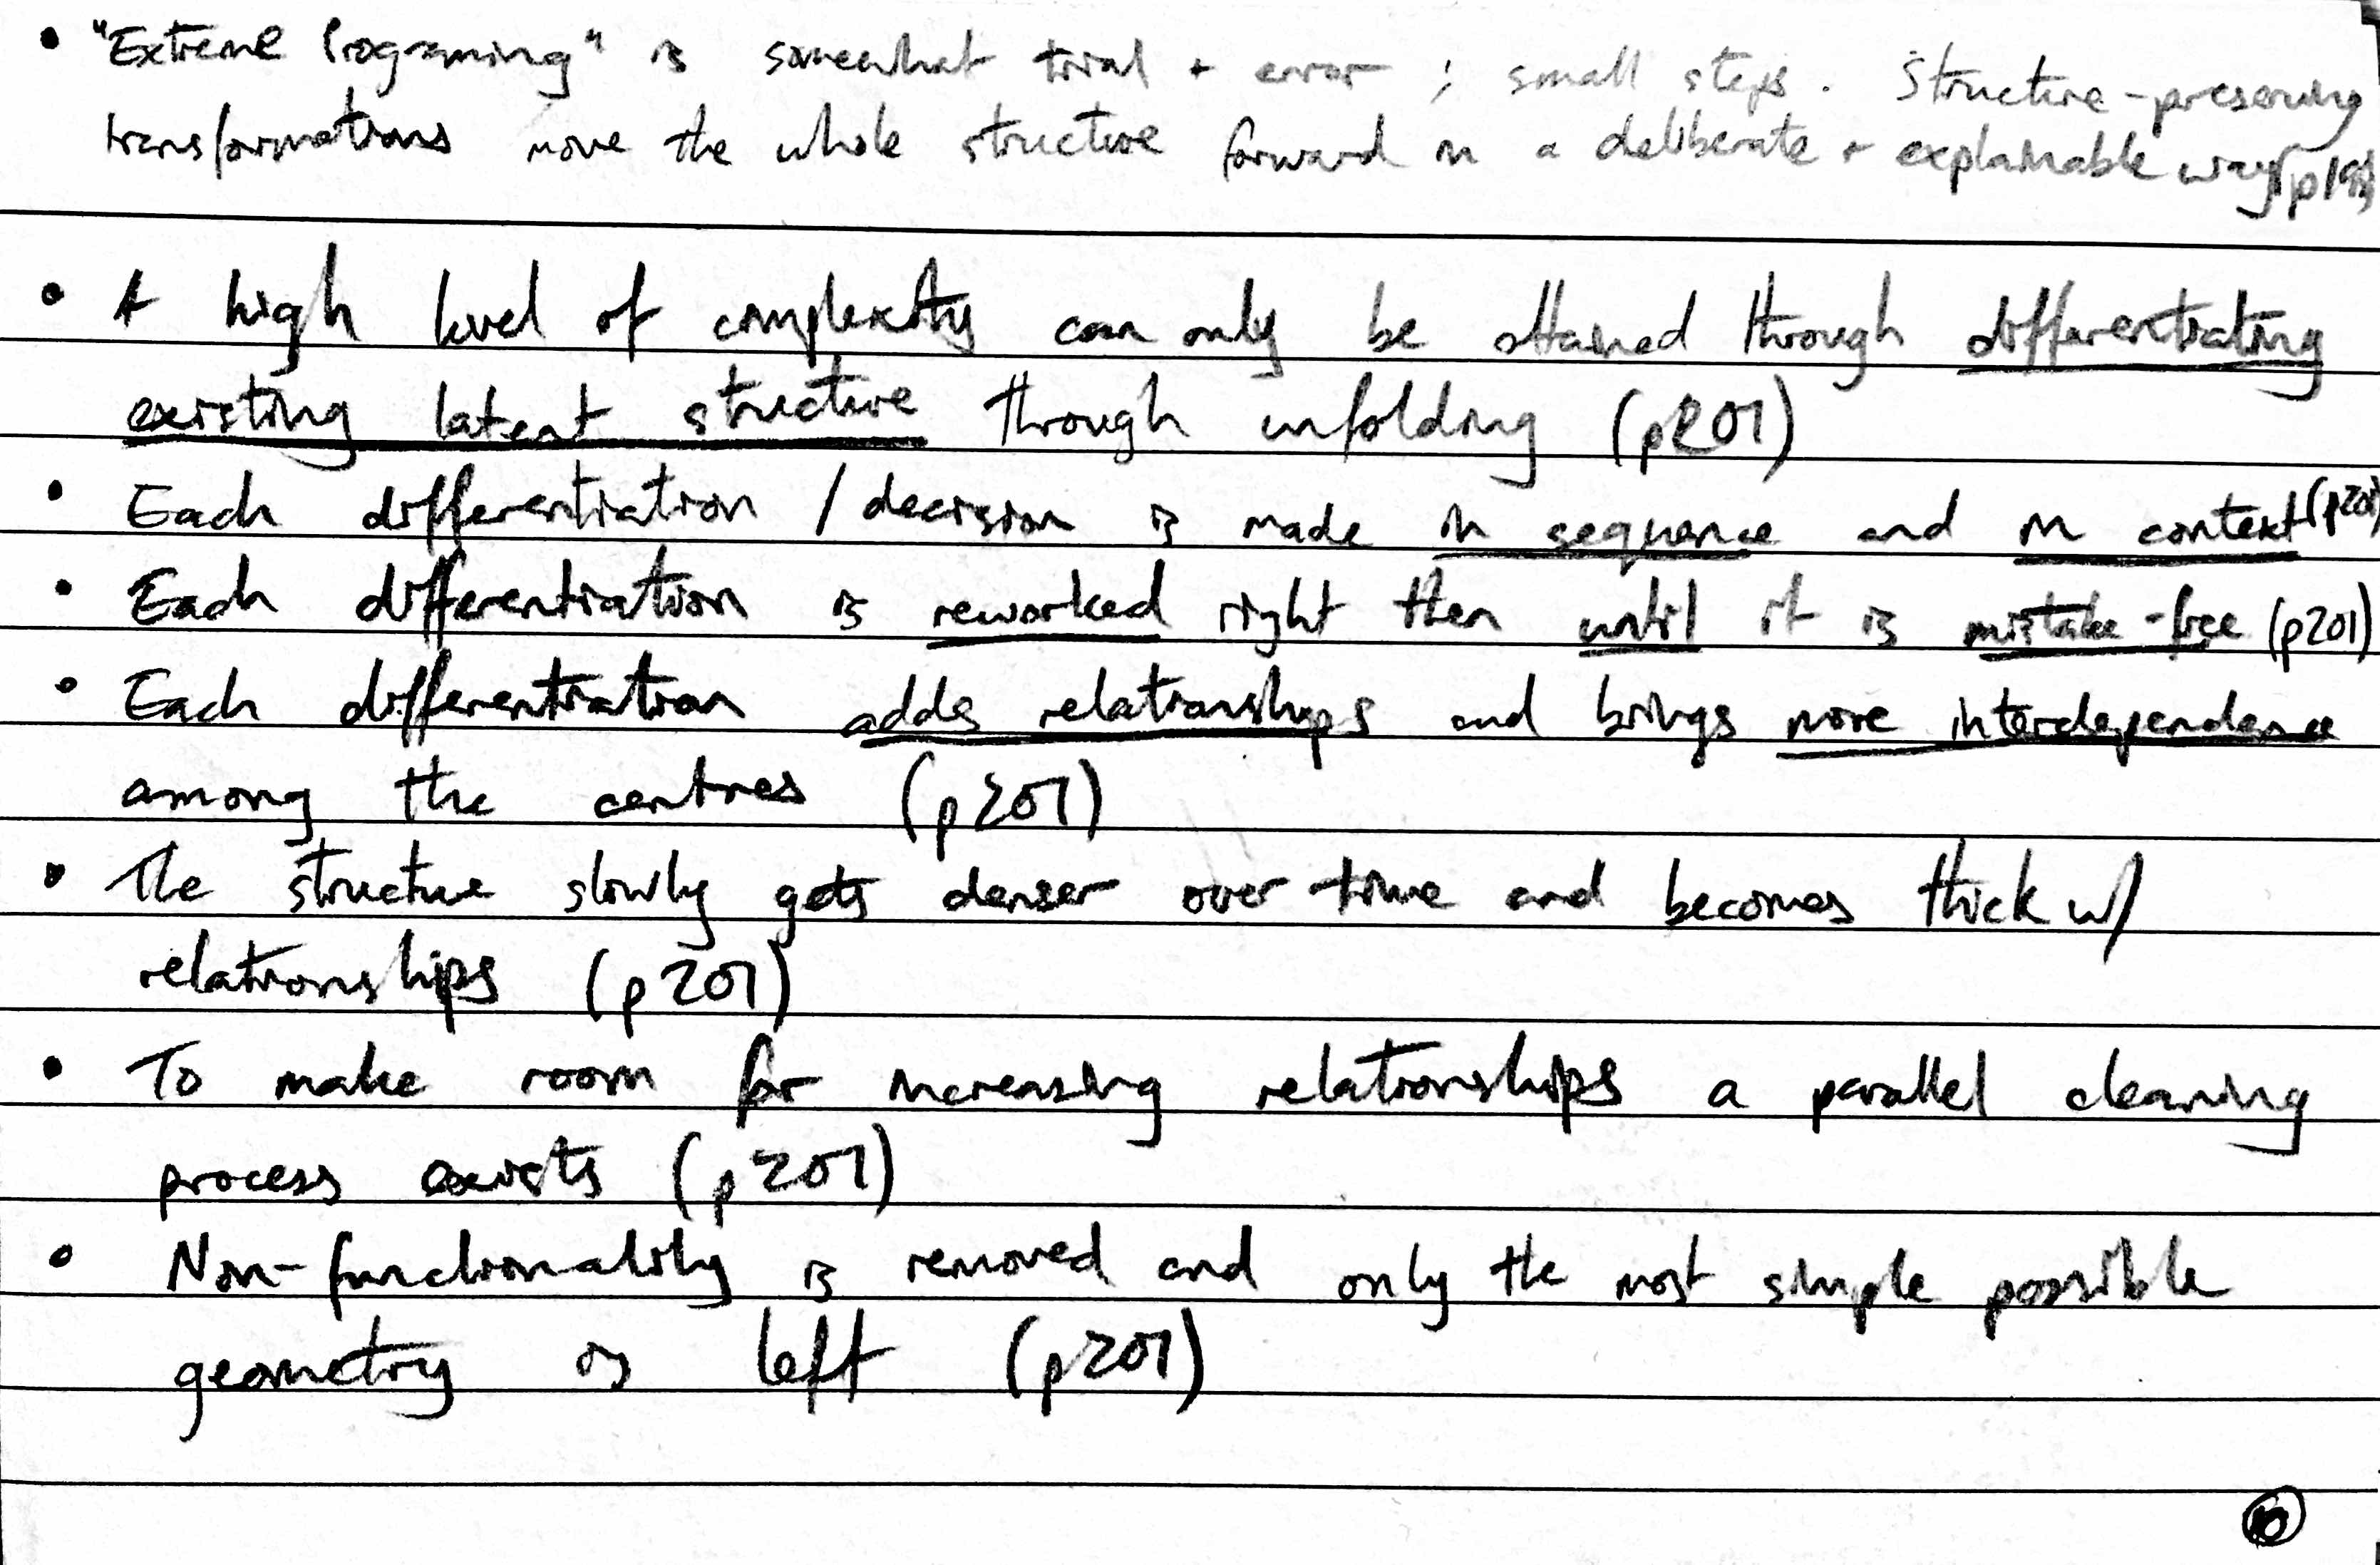 • "Extreme Programing" is somewhat trial + error ; small steps. Structure-preserving
transformations move the whole structure forward in a deliberate + explainable way
• A high level of complexity can only be attained through differentiating
existing latent structure through unfolding (p201)
• Each differentiation / decision is made in sequence and in context (p201)
• Each differentiation is reworked right then until it is mistake-free (p201)
• Each differentiation adds relationships and brings more interdependence
among the centres (p201)
• The structure slowly gets denser over time and becomes thick w/
relationships (p201)
• To make room for increasing relationships a parallel cleaning
process exists (p201)
• Non-functionality is removed and only the most simple possible
geometry is left (p201)